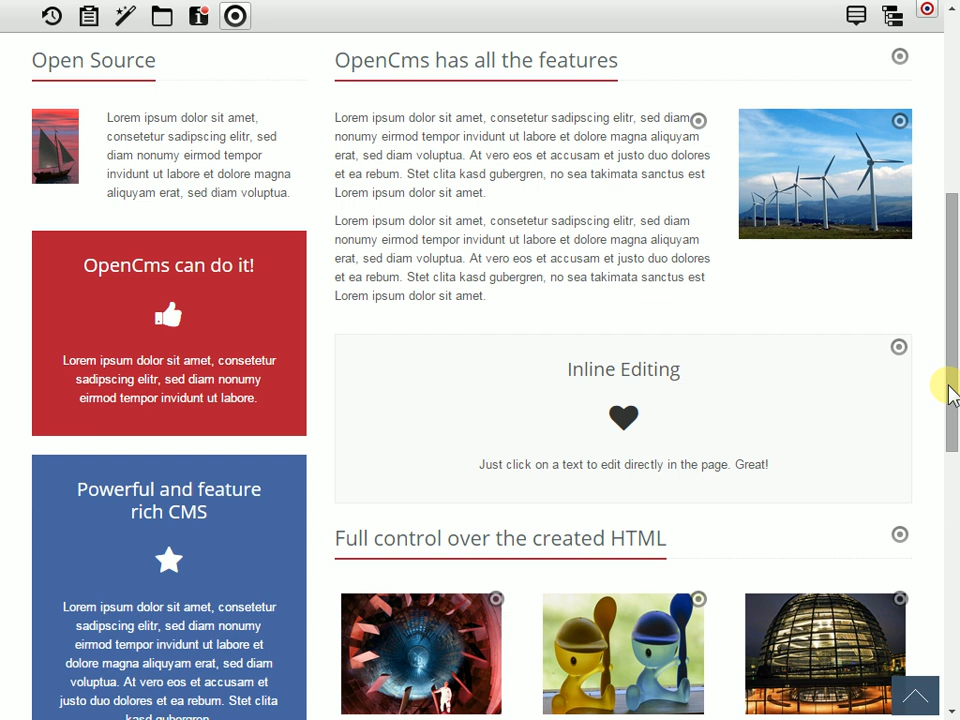 Open Source
Lorem ipsum dolor sit amet,
consetetur sadipscing elitr, sed
diam nonumy eirmod tempor
invidunt ut labore et dolore magna
aliquyam erat, sed diam voluptua.
OpenCms can do it!
Lorem ipsum dolor sit amet, consetetur
sadipscing elitr, sed diam nonumy
eirmod tempor invidunt ut labore.
Powerful and feature
rich CMS
Lorem ipsum dolor sit amet, consetetur
sadipscing elitr, sed diam nonumy
eirmod tempor invidunt ut labore et
dolore magna aliquyam erat, sed diam
voluptua. At vero eos et accusam et
justo duo dolores et ea rebum. Stet clita
kasd gubergren,
OpenCms has all the features
Lorem ipsum dolor sit amet, consetetur sadipscing elitr, sed diam
nonumy eirmod tempor invidunt ut labore et dolore magna aliquyam
erat, sed diam voluptua. At vero eos et accusam et justo duo dolores
et ea rebum. Stet clita kasd gubergren, no sea takimata sanctus est
Lorem ipsum dolor sit amet.
Lorem ipsum dolor sit amet, consetetur sadipscing elitr, sed diam
nonumy eirmod tempor invidunt ut labore et dolore magna aliquyam
erat, sed diam voluptua. At vero eos et accusam et justo duo dolores
et ea rebum. Stet clita kasd gubergren, no sea takimata sanctus est
Lorem ipsum dolor sit amet.
Inline Editing
Just click on a text to edit directly in the page. Great!
Full control over the created HTML